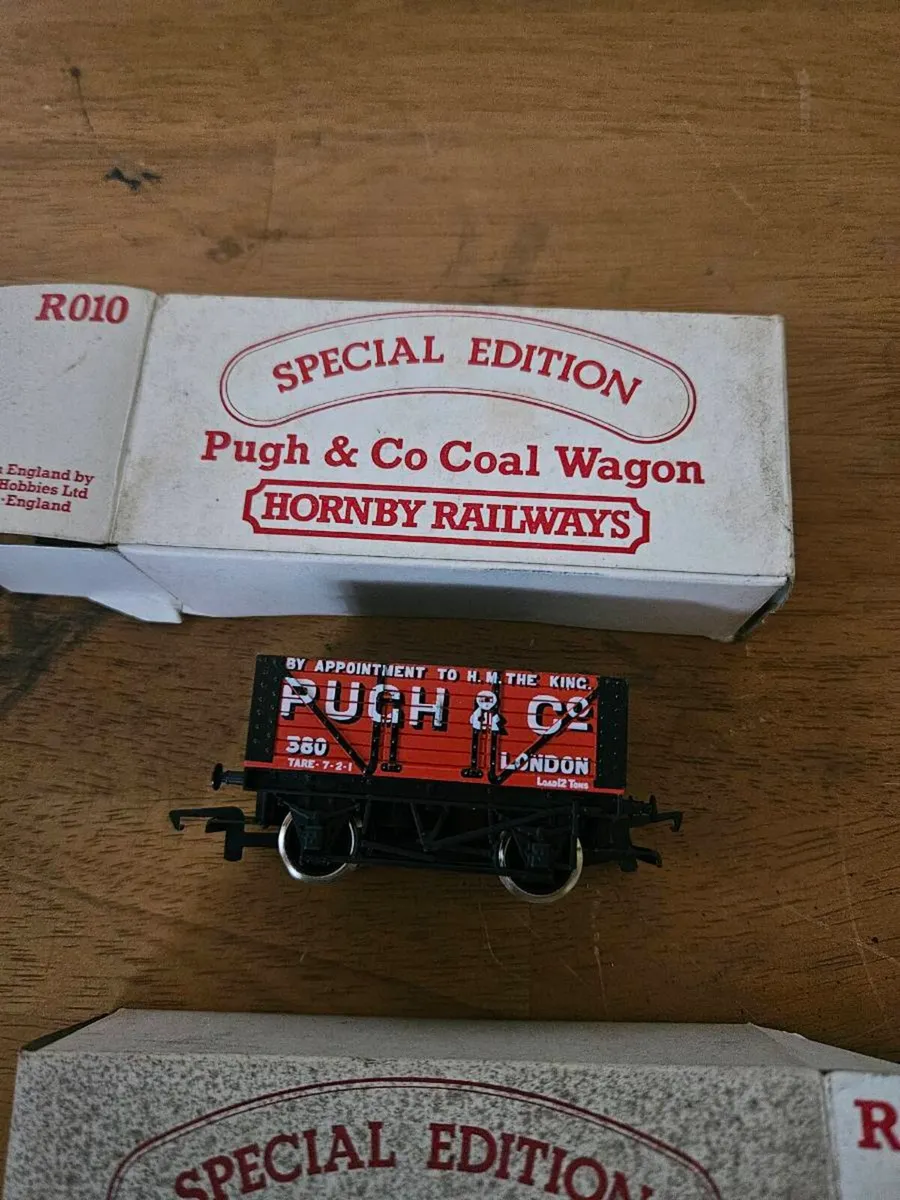 R010
SPECIAL EDITION
Pugh & Co Coal Wagon
HORNBY RAILWAYS
England by
Hobbies Ltd
England
BY APPOINTMENT TO H.M. THE KING.
PUGH & Co
380
TARE-7-2-1
LONDON
LOAD 12 TONS
SPECIAL EDITION
R